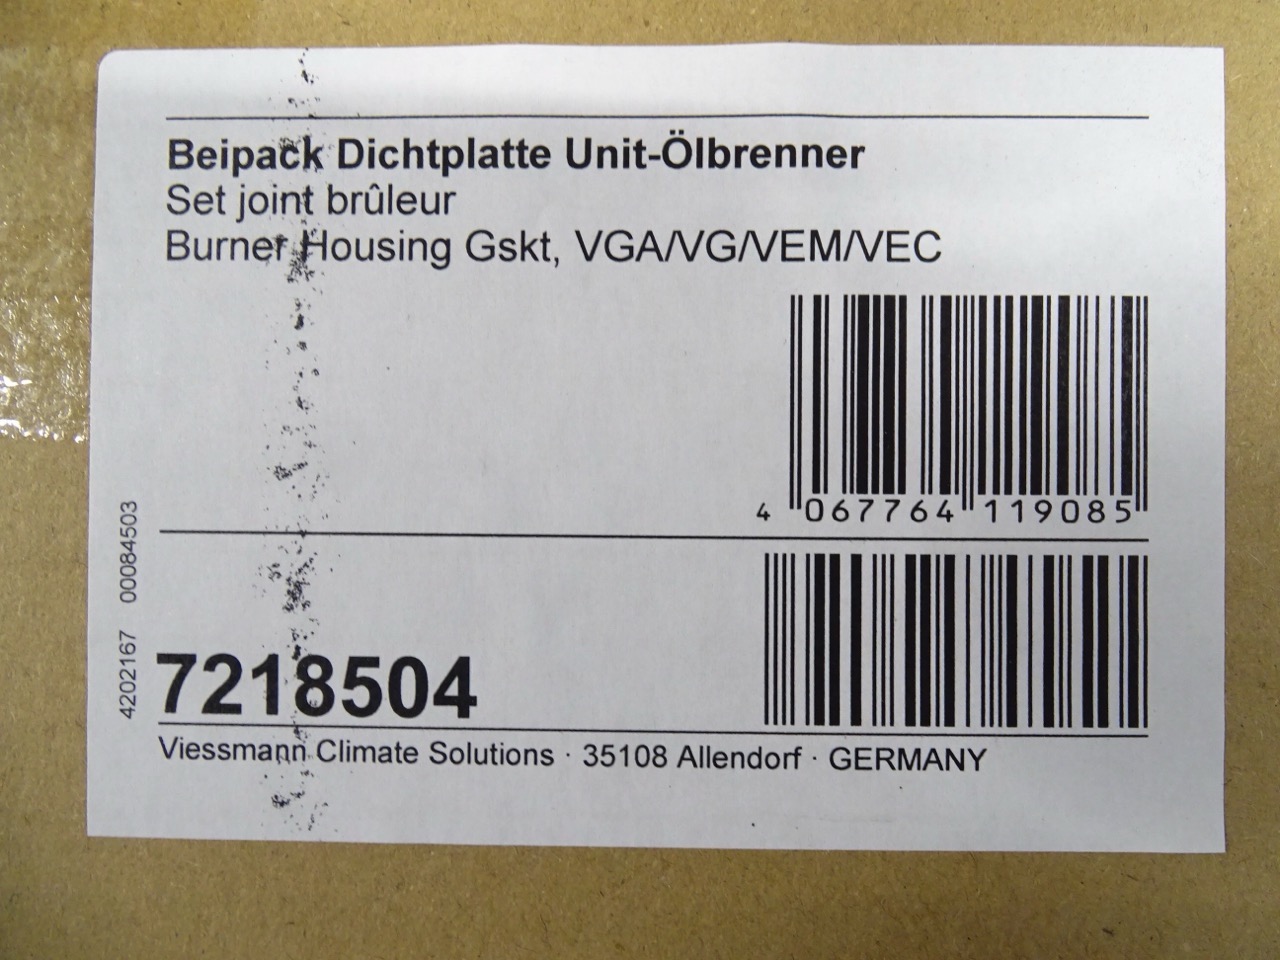 Beipack Dichtplatte Unit-Ölbrenner
Set joint brûleur
Burner Housing Gskt, VGA/VG/VEM/VEC
4 067764 119085
4202167 00084503
7218504
Viessmann Climate Solutions · 35108 Allendorf · GERMANY